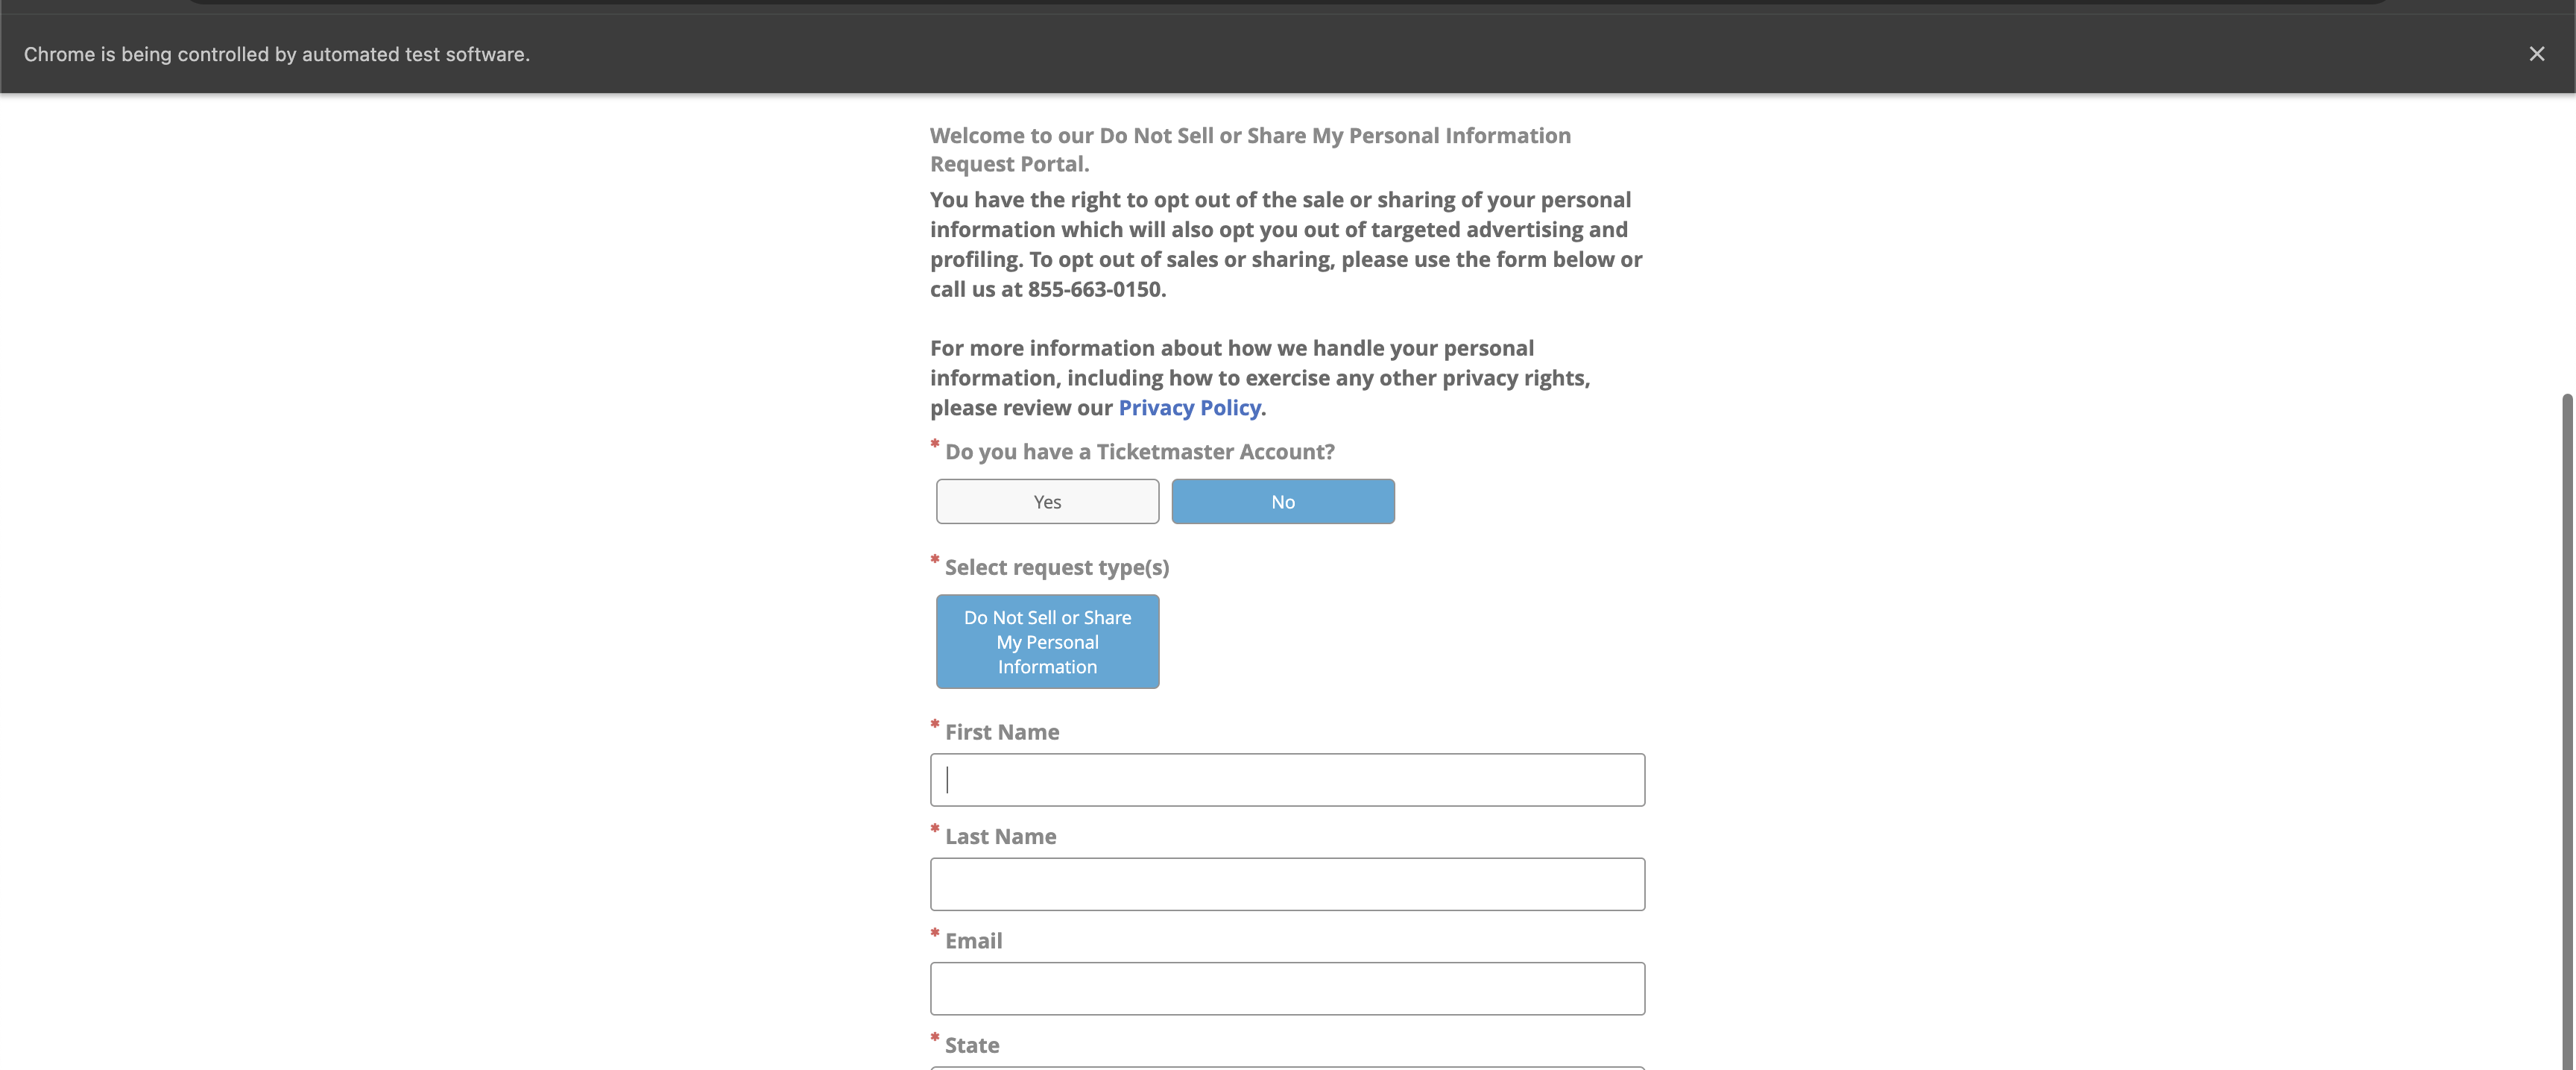 Chrome is being controlled by automated test software.
Welcome to our Do Not Sell or Share My Personal Information
Request Portal.
You have the right to opt out of the sale or sharing of your personal
information which will also opt you out of targeted advertising and
profiling. To opt out of sales or sharing, please use the form below or
call us at 855-663-0150.
For more information about how we handle your personal
information, including how to exercise any other privacy rights,
please review our Privacy Policy.
* Do you have a Ticketmaster Account?
Yes
No
* Select request type(s)
Do Not Sell or Share
My Personal
Information
* First Name
* Last Name
* Email
* State